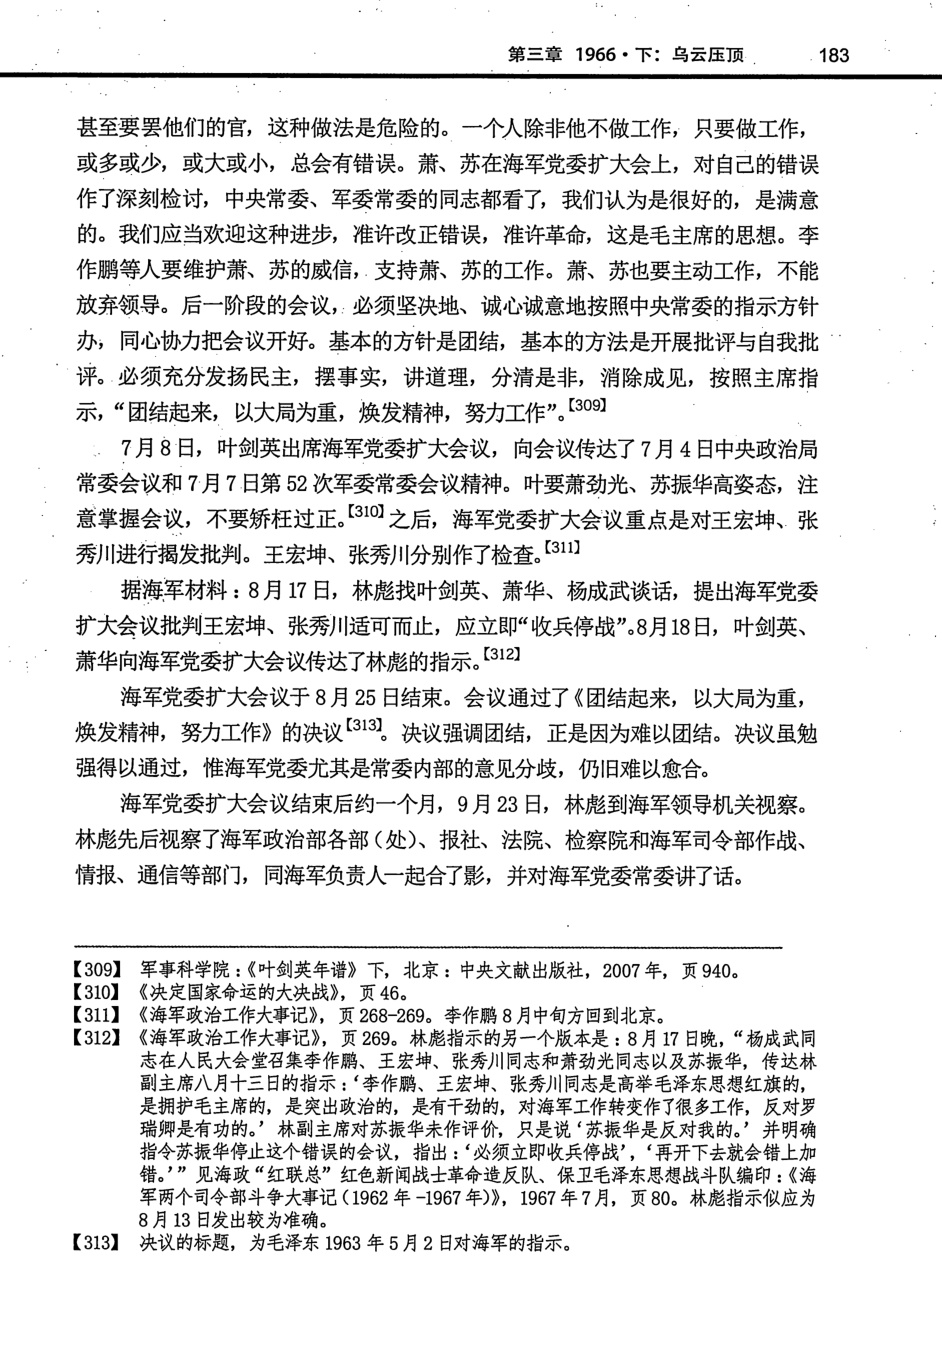 第三章 1966·下：乌云压顶 183
甚至要罢他们的官，这种做法是危险的。一个人除非他不做工作，只要做工作，
或多或少，或大或小，总会有错误。萧、苏在海军党委扩大会上，对自己的错误
作了深刻检讨，中央常委、军委常委的同志都看了，我们认为是很好的，是满意
的。我们应当欢迎这种进步，准许改正错误，准许革命，这是毛主席的思想。李
作鹏等人要维护萧、苏的威信，支持萧、苏的工作。萧、苏也要主动工作，不能
放弃领导。后一阶段的会议，必须坚决地、诚心诚意地按照中央常委的指示方针
办，同心协力把会议开好。基本的方针是团结，基本的方法是开展批评与自我批
评。必须充分发扬民主，摆事实，讲道理，分清是非，消除成见，按照主席指
示，“团结起来，以大局为重，焕发精神，努力工作”。【309】
7月8日，叶剑英出席海军党委扩大会议，向会议传达了7月4日中央政治局
常委会议和7月7日第52次军委常委会议精神。叶要萧劲光、苏振华高姿态，注
意掌握会议，不要矫枉过正。【310】之后，海军党委扩大会议重点是对王宏坤、张
秀川进行揭发批判。王宏坤、张秀川分别作了检查。【311】
据海军材料：8月17日，林彪找叶剑英、萧华、杨成武谈话，提出海军党委
扩大会议批判王宏坤、张秀川适可而止，应立即“收兵停战”。8月18日，叶剑英、
萧华向海军党委扩大会议传达了林彪的指示。【312】
海军党委扩大会议于8月25日结束。会议通过了《团结起来，以大局为重，
焕发精神，努力工作》的决议【313】。决议强调团结，正是因为难以团结。决议虽勉
强得以通过，惟海军党委尤其是常委内部的意见分歧，仍旧难以愈合。
海军党委扩大会议结束后约一个月，9月23日，林彪到海军领导机关视察。
林彪先后视察了海军政治部各部（处）、报社、法院、检察院和海军司令部作战、
情报、通信等部门，同海军负责人一起合了影，并对海军党委常委讲了话。
【309】 军事科学院：《叶剑英年谱》下，北京：中央文献出版社，2007年，页940。
【310】 《决定国家命运的大决战》，页46。
【311】 《海军政治工作大事记》，页268-269。李作鹏8月中旬方回到北京。
【312】 《海军政治工作大事记》，页269。林彪指示的另一个版本是：8月17日晚，“杨成武同
志在人民大会堂召集李作鹏、王宏坤、张秀川同志和萧劲光同志以及苏振华，传达林
副主席八月十三日的指示：‘李作鹏、王宏坤、张秀川同志是高举毛泽东思想红旗的，
是拥护毛主席的，是突出政治的，是有干劲的，对海军工作转变作了很多工作，反对罗
瑞卿是有功的。’林副主席对苏振华未作评价，只是说‘苏振华是反对我的。’并明确
指令苏振华停止这个错误的会议，指出：‘必须立即收兵停战’，‘再开下去就会错上加
错。’”见海政“红联总”红色新闻战士革命造反队、保卫毛泽东思想战斗队编印：《海
军两个司令部斗争大事记（1962年-1967年）》，1967年7月，页80。林彪指示似应为
8月13日发出较为准确。
【313】 决议的标题，为毛泽东1963年5月2日对海军的指示。